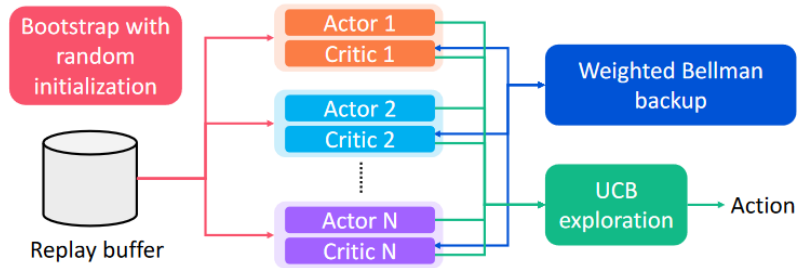 Bootstrap with
random
initialization
Replay buffer
Actor 1
Critic 1
Actor 2
Critic 2
Actor N
Critic N
Weighted Bellman
backup
UCB
exploration
Action